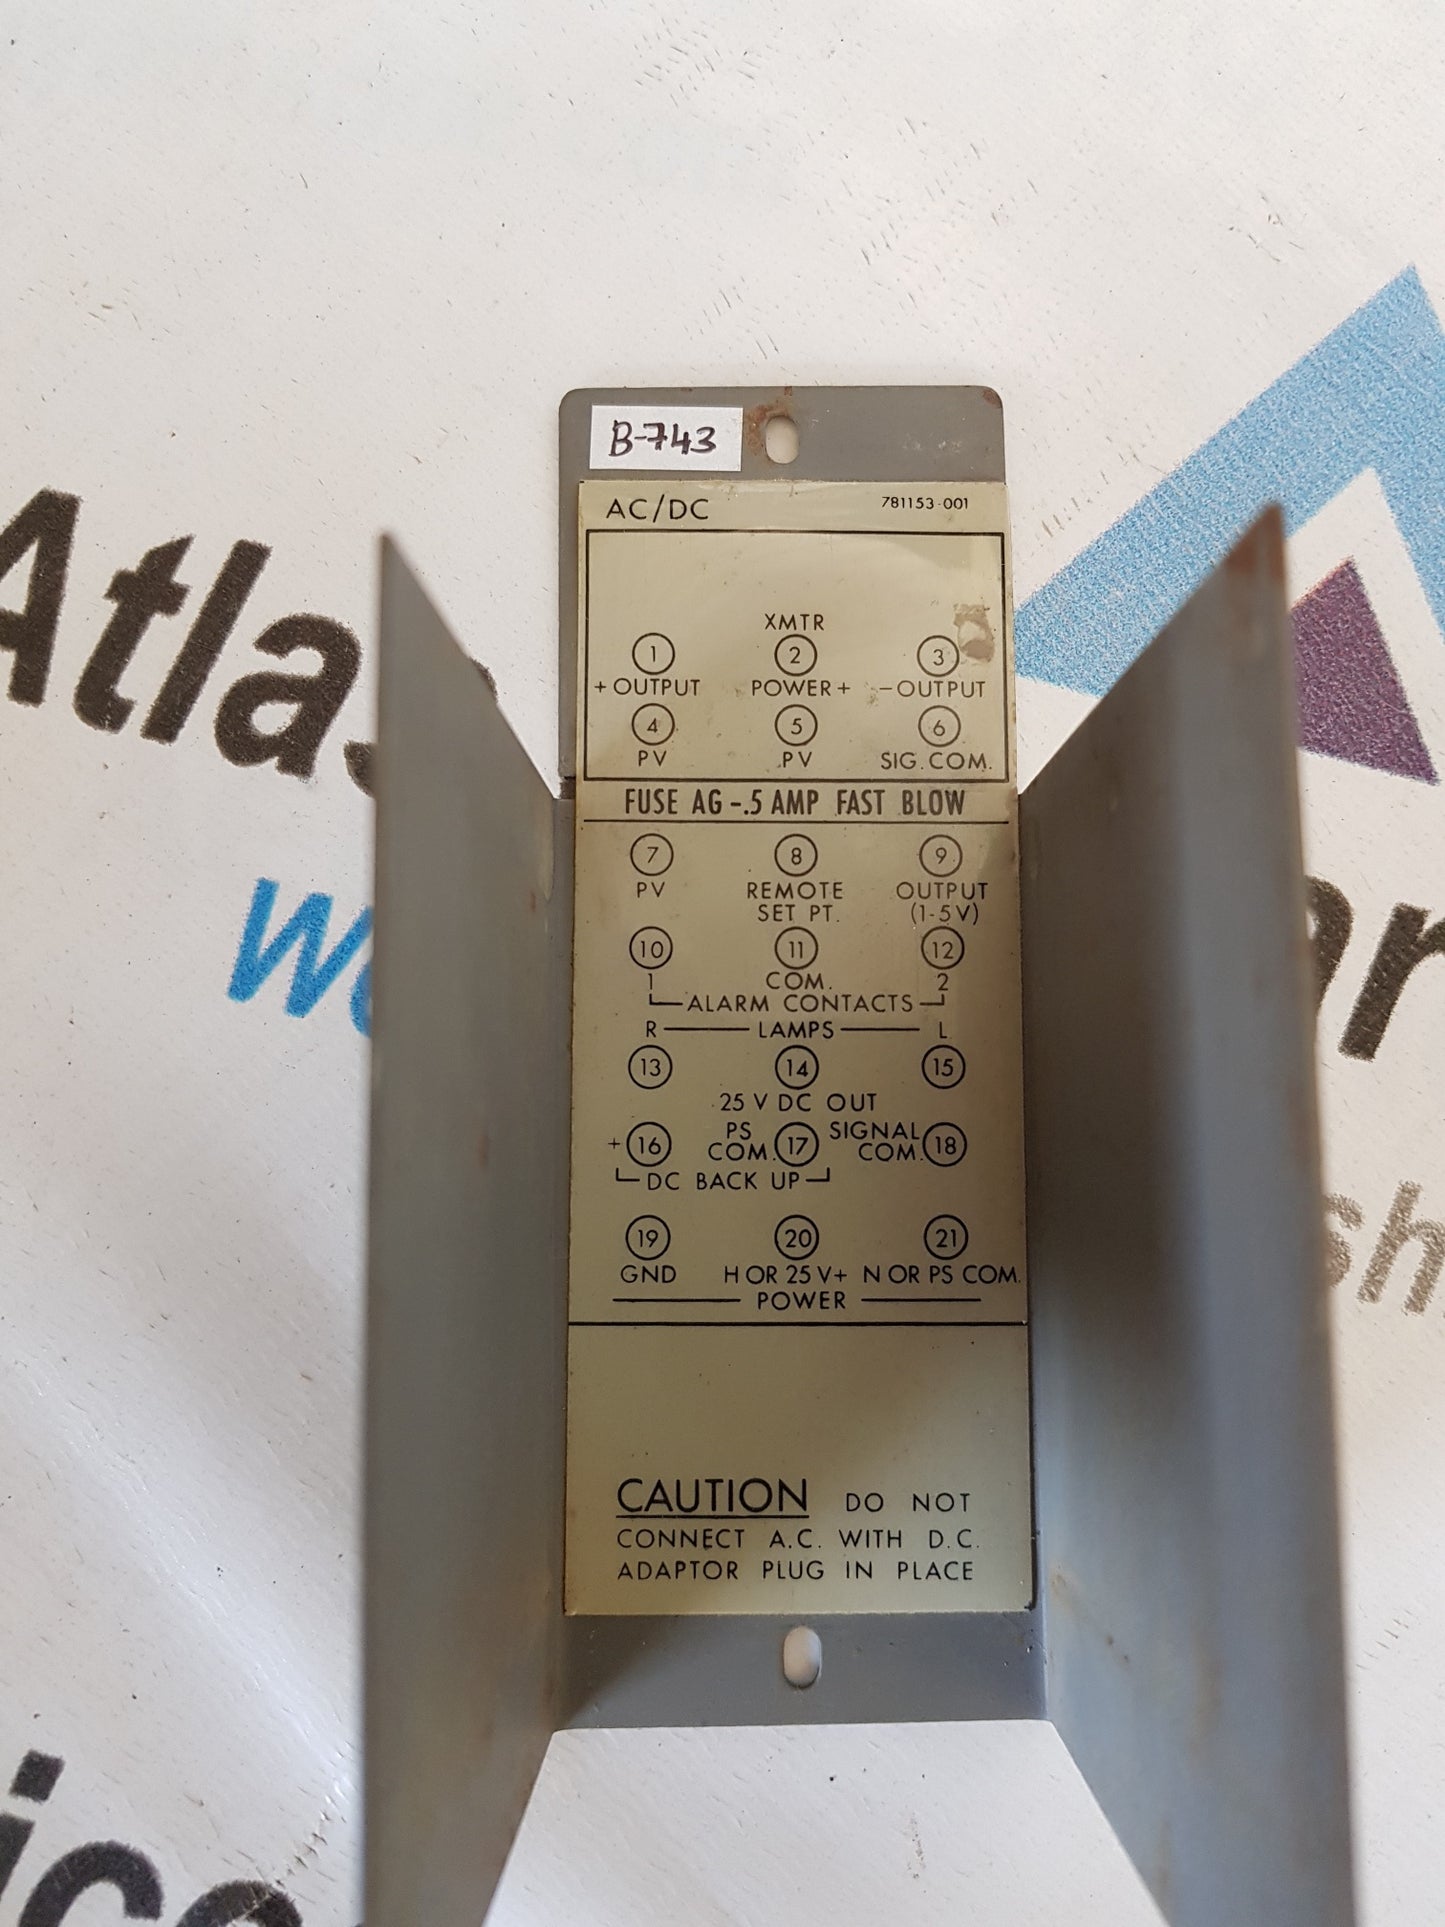 B-743
AC/DC 781153-001
XMTR
1 2 3
+ OUTPUT POWER + - OUTPUT
4 5 6
PV PV SIG. COM.
FUSE AG -.5 AMP FAST BLOW
7 8 9
PV REMOTE OUTPUT
SET PT. (1-5V)
10 11 12
1 COM. 2
ALARM CONTACTS
R LAMPS L
13 14 15
25 V DC OUT
PS SIGNAL
+ 16 COM. 17 COM. 18
DC BACK UP
19 20 21
GND H OR 25 V+ N OR PS COM.
POWER
CAUTION DO NOT
CONNECT A.C. WITH D.C.
ADAPTOR PLUG IN PLACE
Atlas